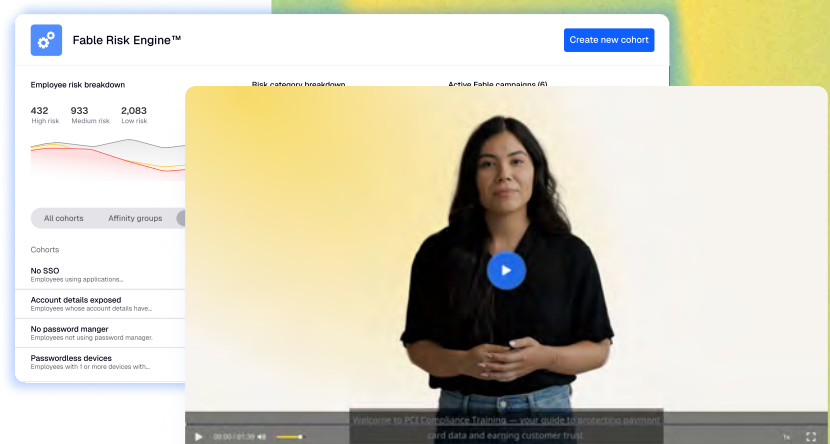 Fable Risk Engine™
Create new cohort
Employee risk breakdown
Risk category breakdown
Active Fable campaigns (6)
432 933 2,083
High risk Medium risk Low risk
All cohorts Affinity groups
Cohorts
No SSO
Employees using applications...
Account details exposed
Employees whose account details have...
No password manger
Employees not using password manager.
Passwordless devices
Employees with 1 or more devices with...
Welcome to PCI Compliance Training — your guide to protecting payment
card data and earning customer trust
00:00 / 01:39
1x